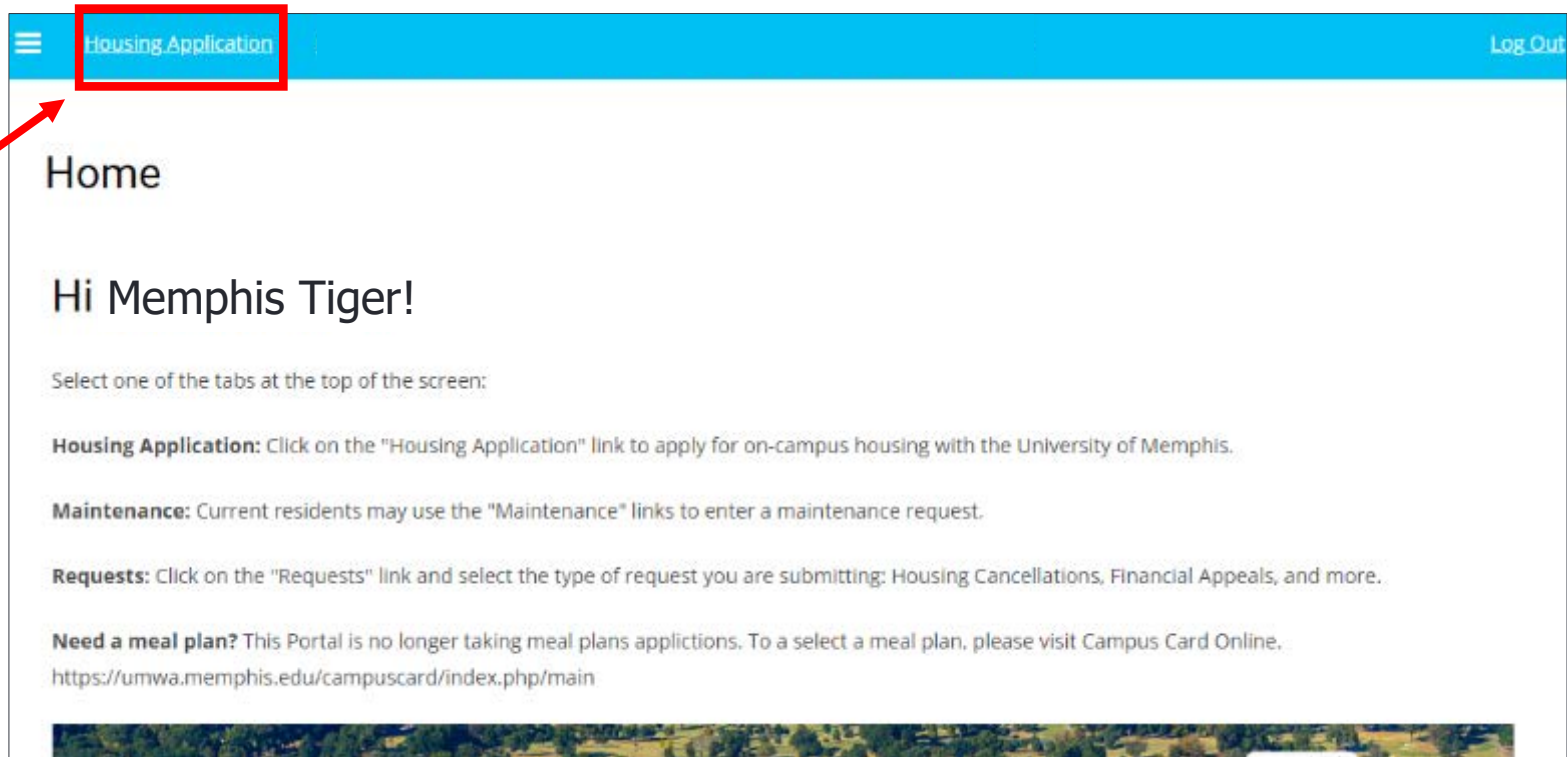 Housing Application
Log Out
Home
Hi Memphis Tiger!
Select one of the tabs at the top of the screen:
Housing Application: Click on the "Housing Application" link to apply for on-campus housing with the University of Memphis.
Maintenance: Current residents may use the "Maintenance" links to enter a maintenance request.
Requests: Click on the "Requests" link and select the type of request you are submitting: Housing Cancellations, Financial Appeals, and more.
Need a meal plan? This Portal is no longer taking meal plans applictions. To a select a meal plan, please visit Campus Card Online.
https://umwa.memphis.edu/campuscard/index.php/main